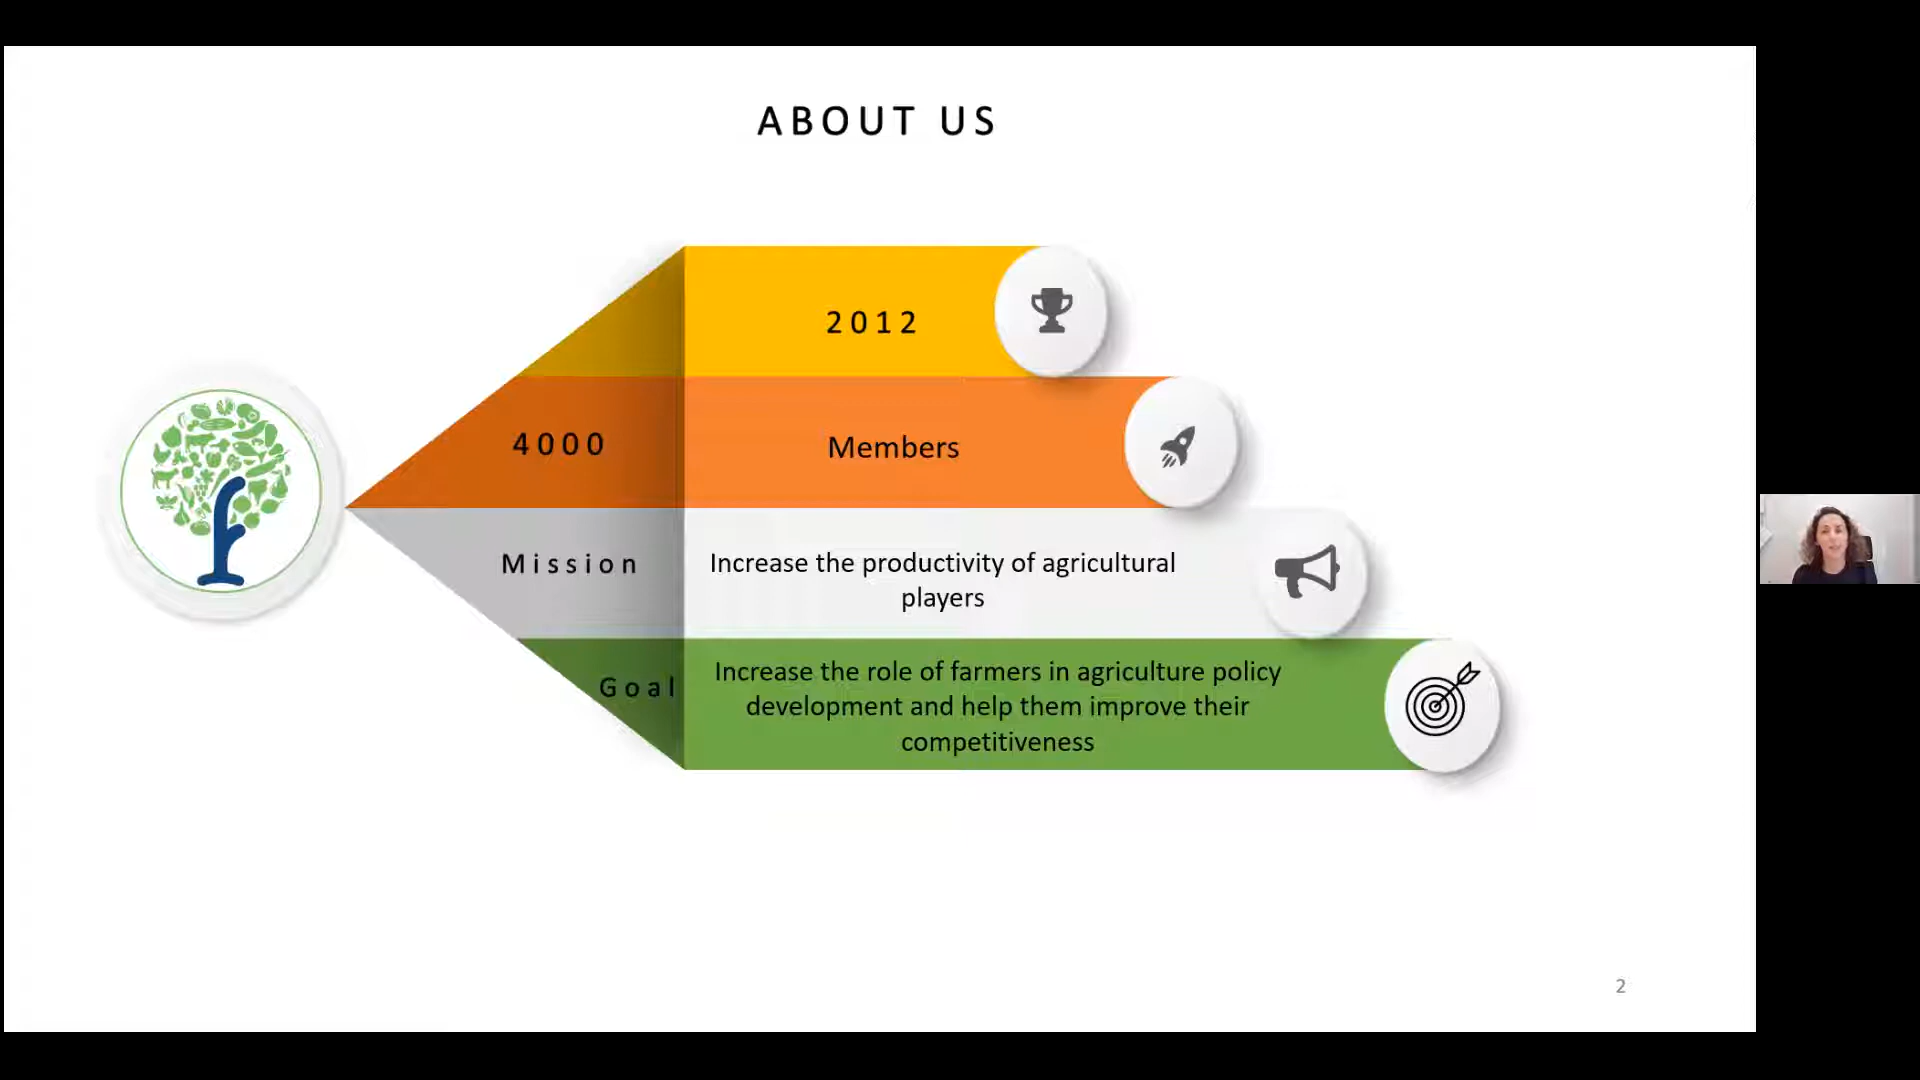 ABOUT US
2012
4000
Members
Mission
Increase the productivity of agricultural
players
Goal
Increase the role of farmers in agriculture policy
development and help them improve their
competitiveness
2